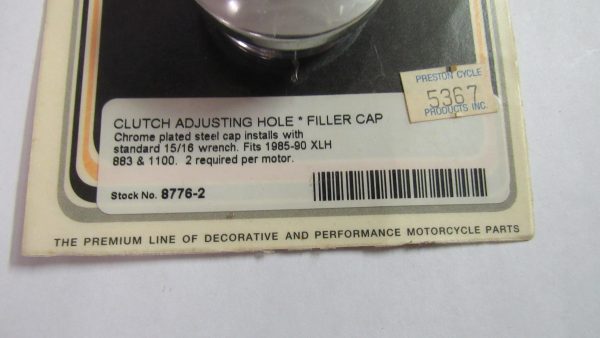 PRESTON CYCLE
5367
PRODUCTS INC.
CLUTCH ADJUSTING HOLE * FILLER CAP
Chrome plated steel cap installs with
standard 15/16 wrench. Fits 1985-90 XLH
883 & 1100. 2 required per motor.
Stock No. 8776-2
THE PREMIUM LINE OF DECORATIVE AND PERFORMANCE MOTORCYCLE PARTS